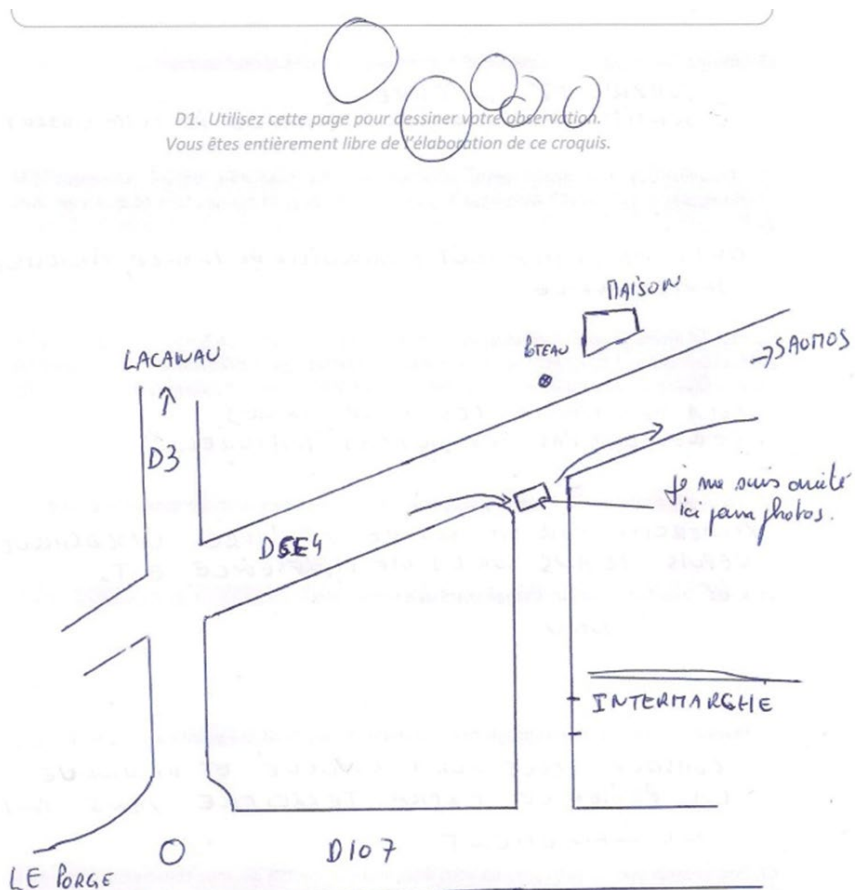 D1. Utilisez cette page pour dessiner votre observation.
Vous êtes entièrement libre de l'élaboration de ce croquis.
MAISON
POTEAU
LACANAU
→ SAUMOS
D3
Je me suis arrêté
ici pour photos.
D5E4
INTERMARCHE
D107
LE PORGE